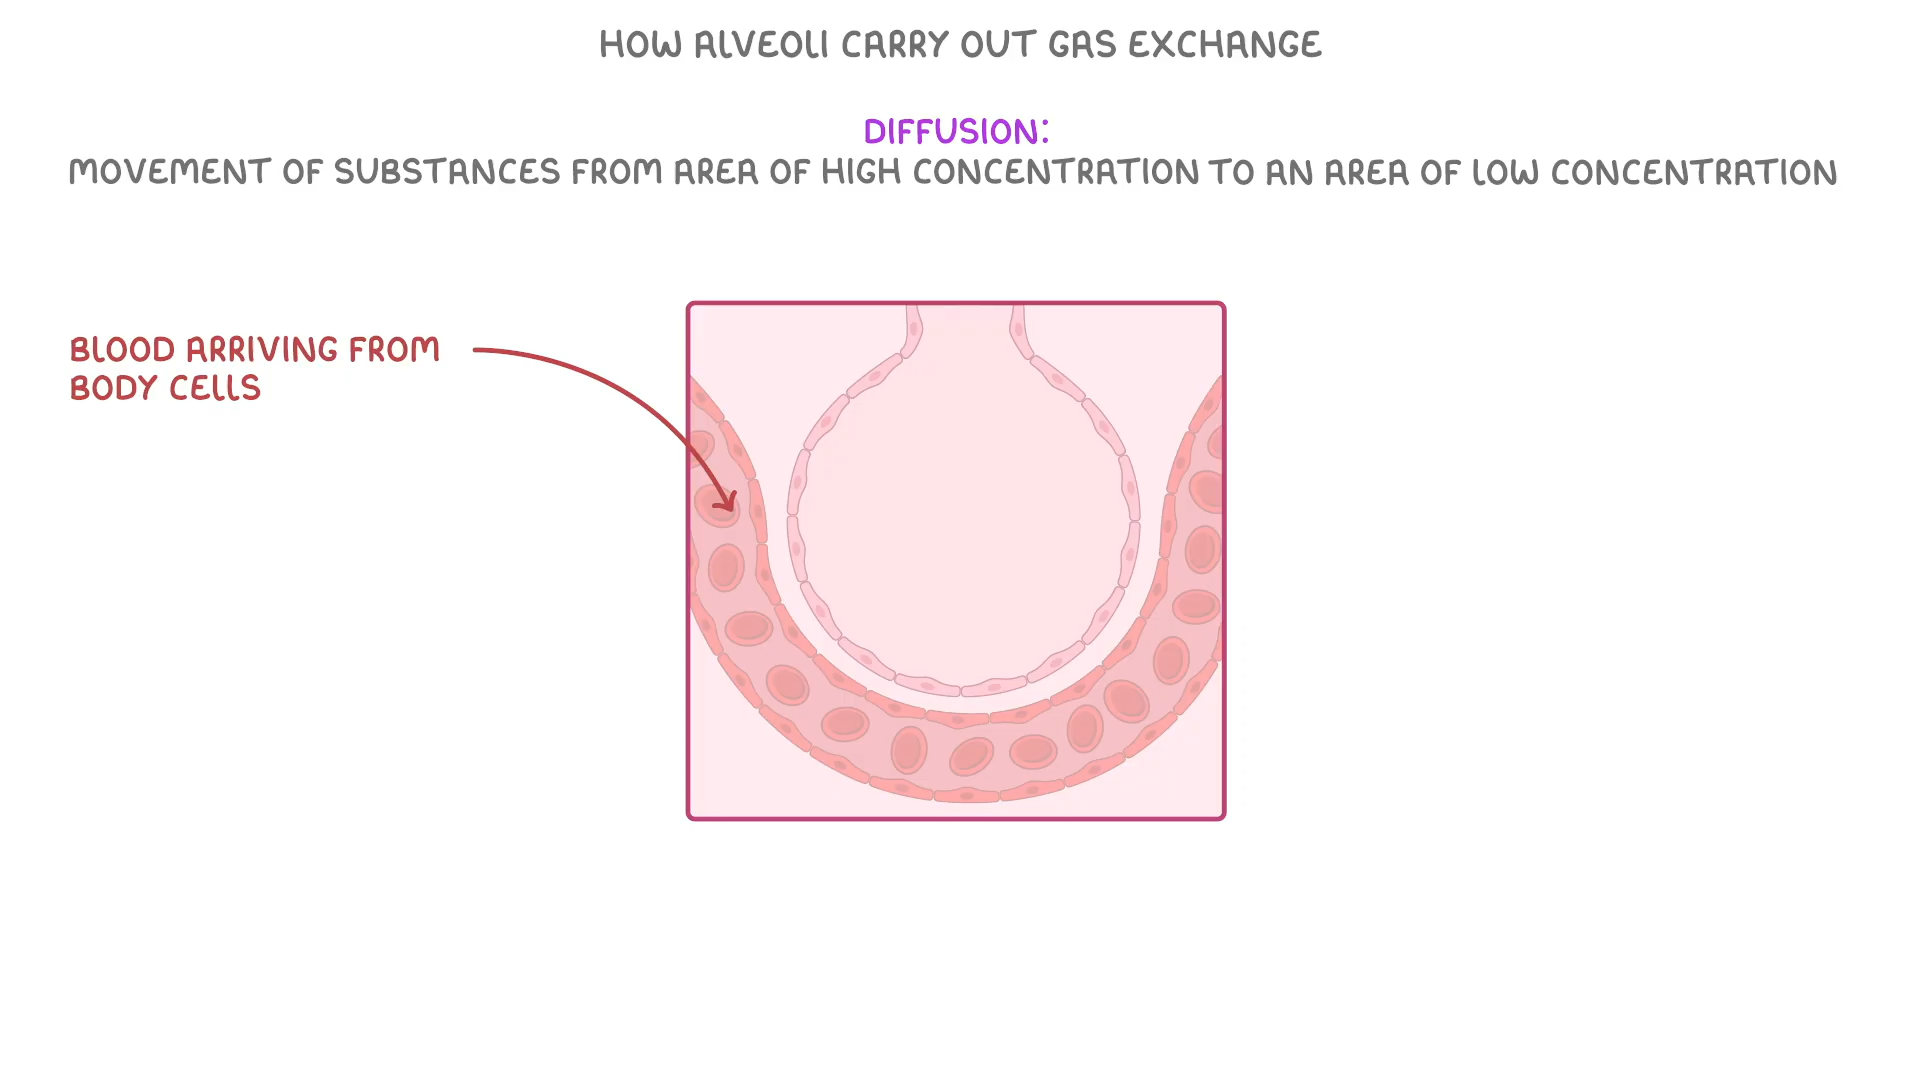 HOW ALVEOLI CARRY OUT GAS EXCHANGE
DIFFUSION:
MOVEMENT OF SUBSTANCES FROM AREA OF HIGH CONCENTRATION TO AN AREA OF LOW CONCENTRATION
BLOOD ARRIVING FROM
BODY CELLS